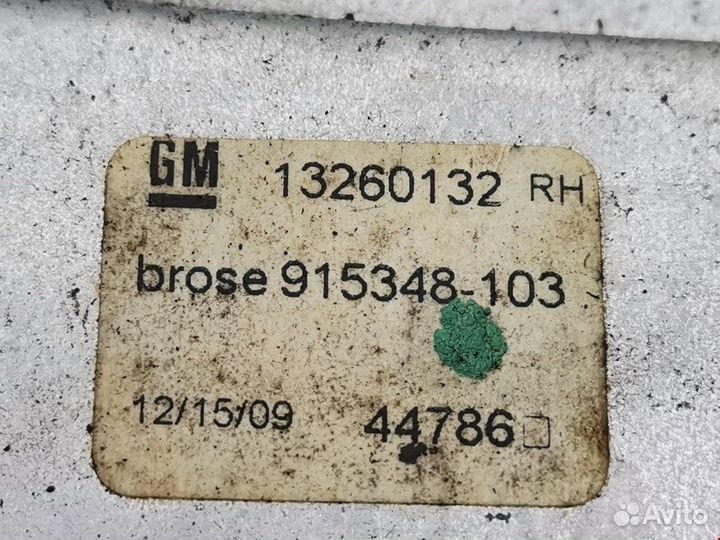 GM 13260132 RH
brose 915348-103
12/15/09 44786
Avito